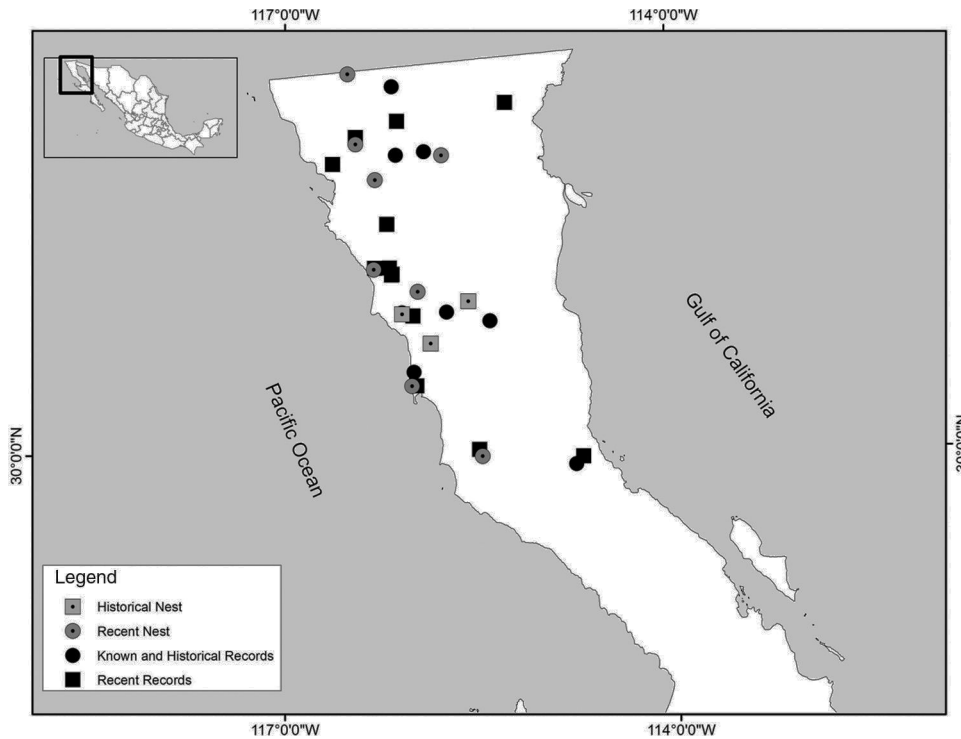 117°0'0"W
114°0'0"W
Gulf of California
Pacific Ocean
30°0'0"N
30°0'0"N
Legend
Historical Nest
Recent Nest
Known and Historical Records
Recent Records
117°0'0"W
114°0'0"W